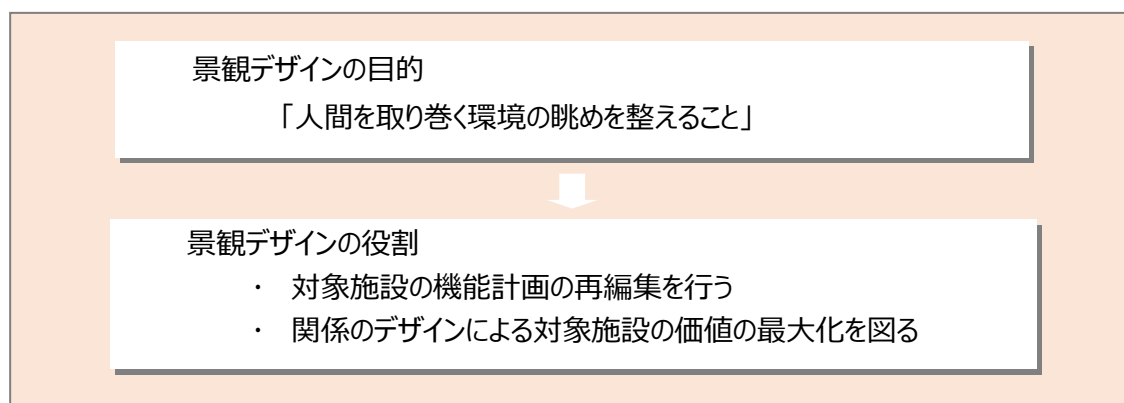 景観デザインの目的
「人間を取り巻く環境の眺めを整えること」
景観デザインの役割
・ 対象施設の機能計画の再編集を行う
・ 関係のデザインによる対象施設の価値の最大化を図る